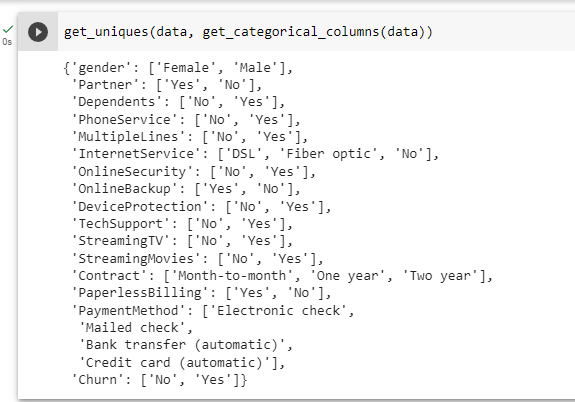 get_uniques(data, get_categorical_columns(data))
0s
{'gender': ['Female', 'Male'],
'Partner': ['Yes', 'No'],
'Dependents': ['No', 'Yes'],
'PhoneService': ['No', 'Yes'],
'MultipleLines': ['No', 'Yes'],
'InternetService': ['DSL', 'Fiber optic', 'No'],
'OnlineSecurity': ['No', 'Yes'],
'OnlineBackup': ['Yes', 'No'],
'DeviceProtection': ['No', 'Yes'],
'TechSupport': ['No', 'Yes'],
'StreamingTV': ['No', 'Yes'],
'StreamingMovies': ['No', 'Yes'],
'Contract': ['Month-to-month', 'One year', 'Two year'],
'PaperlessBilling': ['Yes', 'No'],
'PaymentMethod': ['Electronic check',
'Mailed check',
'Bank transfer (automatic)',
'Credit card (automatic)'],
'Churn': ['No', 'Yes']}